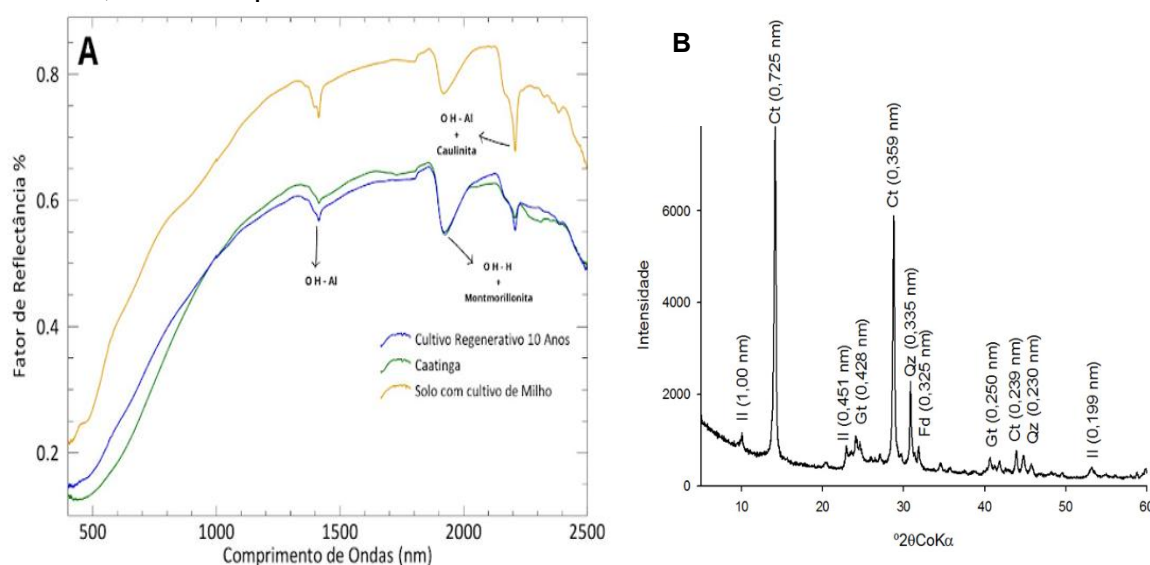 A
Fator de Reflectância %
0.8
0.6
0.4
0.2
OH-Al
+
Caulinita
OH-Al
OH-H
+
Montmorillonita
Cultivo Regenerativo 10 Anos
Caatinga
Solo com cultivo de Milho
500
1000
1500
2000
2500
Comprimento de Ondas (nm)
B
Intensidade
6000
4000
2000
0
Il (1,00 nm)
Ct (0,725 nm)
Il (0,451 nm)
Gt (0,428 nm)
Ct (0,359 nm)
Qz (0,335 nm)
Fd (0,325 nm)
Gt (0,250 nm)
Ct (0,239 nm)
Qz (0,230 nm)
Il (0,199 nm)
10
20
30
40
50
60
º2θCoKα